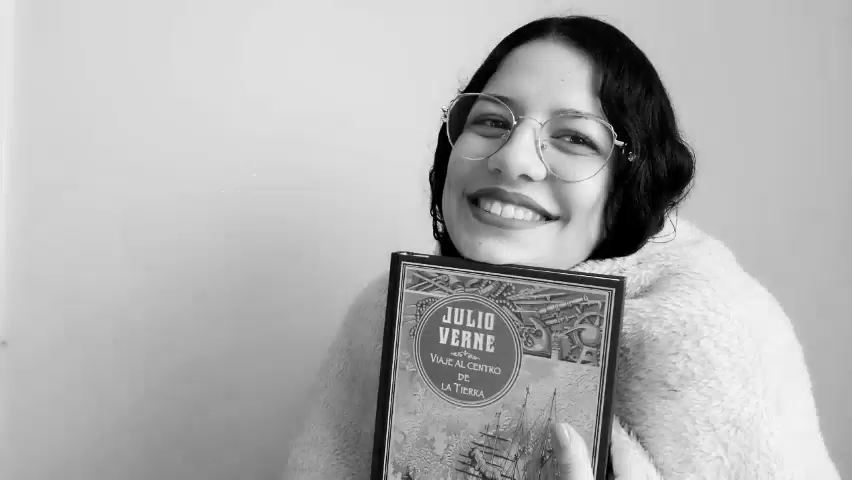 JULIO
VERNE
VIAJE AL CENTRO
DE
LA TIERRA